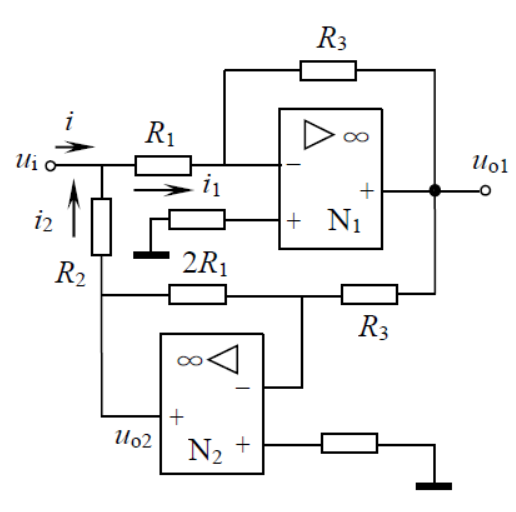 R₃
i
R₁
▷ ∞
uᵢ
−
i₁
+
uₒ₁
i₂
+
N₁
R₂
2R₁
R₃
∞ ◁
−
+
uₒ₂
N₂ +